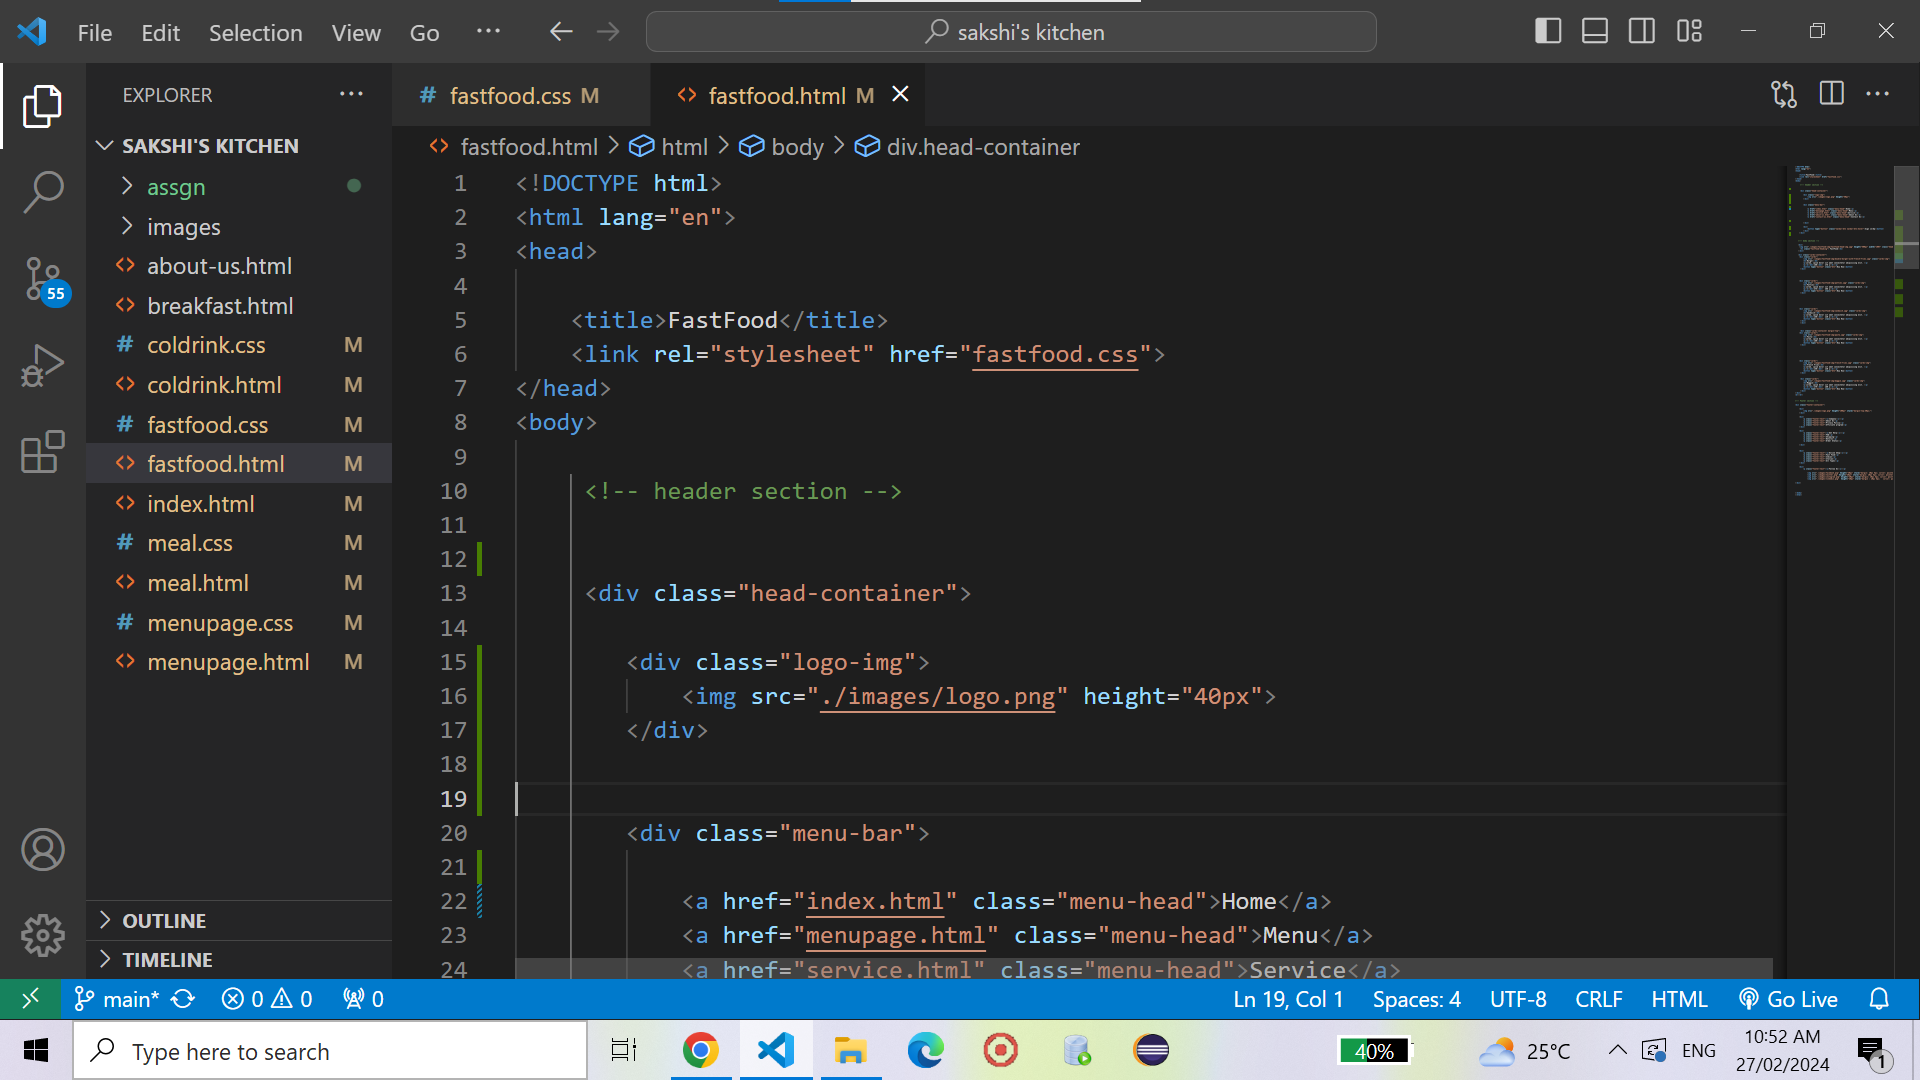 File Edit Selection View Go ··· sakshi's kitchen
EXPLORER ···
SAKSHI'S KITCHEN
assgn
images
about-us.html
breakfast.html
# coldrink.css M
<> coldrink.html M
# fastfood.css M
<> fastfood.html M
<> index.html M
# meal.css M
<> meal.html M
# menupage.css M
<> menupage.html M
OUTLINE
TIMELINE
55
# fastfood.css M
<> fastfood.html M
<> fastfood.html > html > body > div.head-container
1 <!DOCTYPE html>
2 <html lang="en">
3 <head>
4
5 <title>FastFood</title>
6 <link rel="stylesheet" href="fastfood.css">
7 </head>
8 <body>
9
10 <!-- header section -->
11
12
13 <div class="head-container">
14
15 <div class="logo-img">
16 <img src="./images/logo.png" height="40px">
17 </div>
18
19
20 <div class="menu-bar">
21
22 <a href="index.html" class="menu-head">Home</a>
23 <a href="menupage.html" class="menu-head">Menu</a>
24 <a href="service.html" class="menu-head">Service</a>
main* 0 0 0 Ln 19, Col 1 Spaces: 4 UTF-8 CRLF HTML Go Live
Type here to search
40%
25°C
ENG
10:52 AM
27/02/2024
1